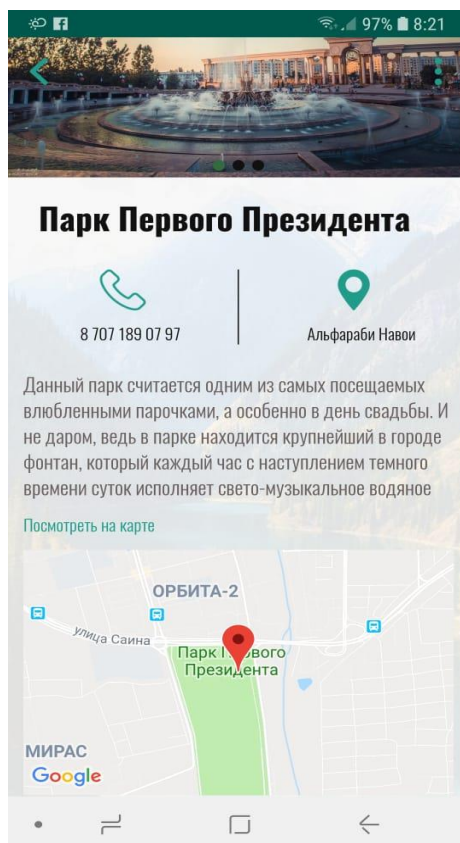 97% 8:21
Парк Первого Президента
8 707 189 07 97
Альфараби Навои
Данный парк считается одним из самых посещаемых
влюбленными парочками, а особенно в день свадьбы. И
не даром, ведь в парке находится крупнейший в городе
фонтан, который каждый час с наступлением темного
времени суток исполняет свето-музыкальное водяное
Посмотреть на карте
ОРБИТА-2
улица Саина
Парк Первого
Президента
МИРАС
Google